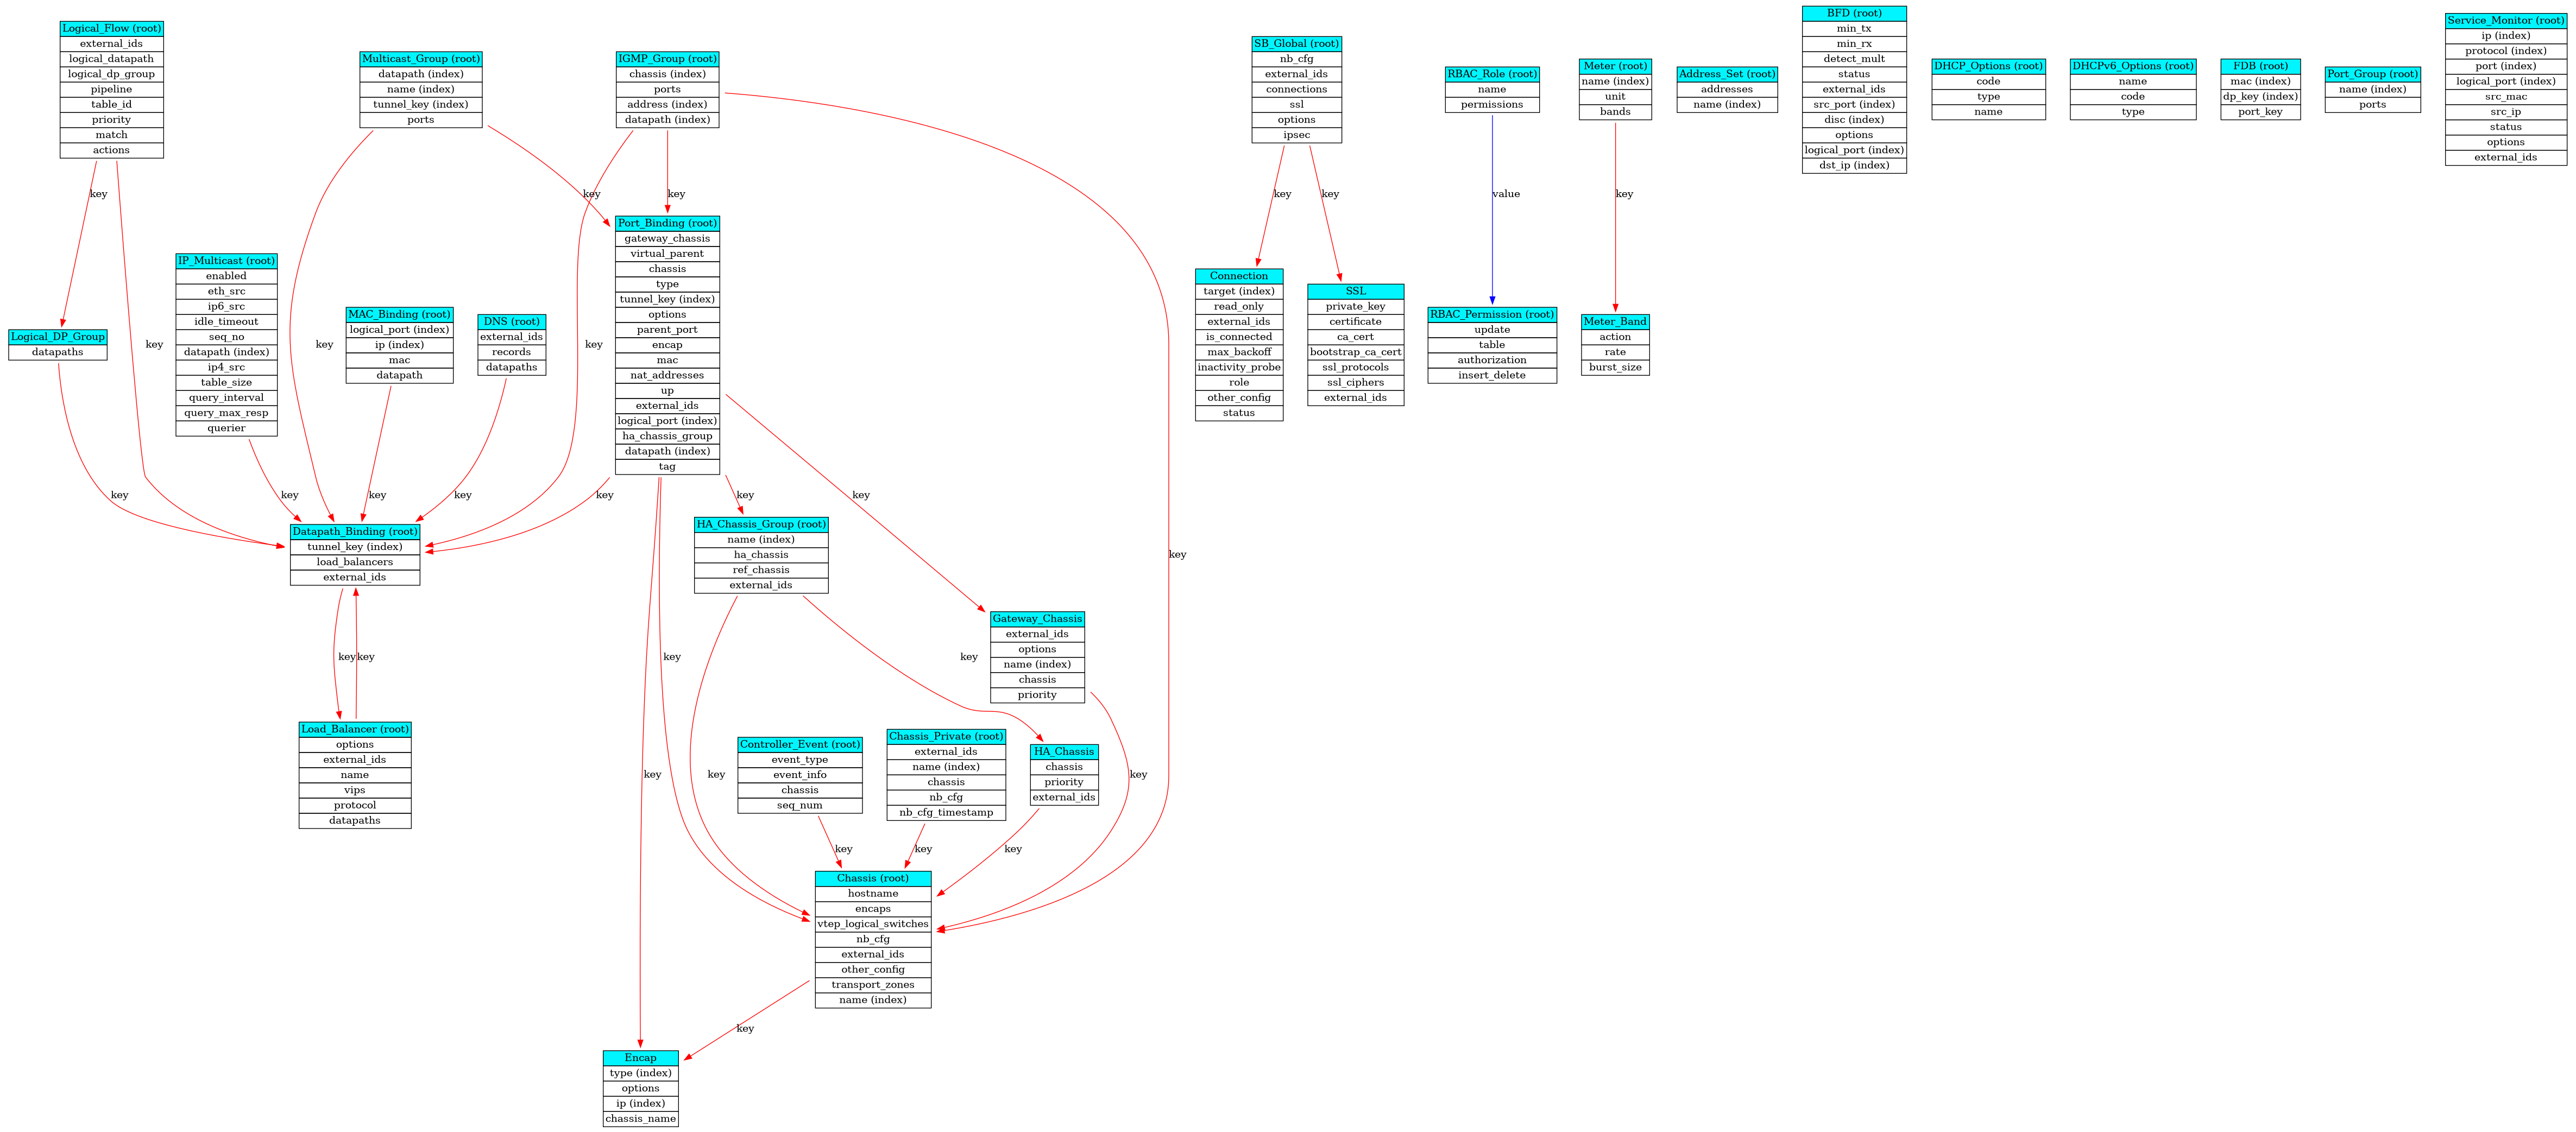 Logical_Flow (root)
external_ids
logical_datapath
logical_dp_group
pipeline
table_id
priority
match
actions
Multicast_Group (root)
datapath (index)
name (index)
tunnel_key (index)
ports
IGMP_Group (root)
chassis (index)
ports
address (index)
datapath (index)
SB_Global (root)
nb_cfg
external_ids
connections
ssl
options
ipsec
RBAC_Role (root)
name
permissions
Meter (root)
name (index)
unit
bands
Address_Set (root)
addresses
name (index)
BFD (root)
min_tx
min_rx
detect_mult
status
external_ids
src_port (index)
disc (index)
options
logical_port (index)
dst_ip (index)
DHCP_Options (root)
code
type
name
DHCPv6_Options (root)
name
code
type
FDB (root)
mac (index)
dp_key (index)
port_key
Port_Group (root)
name (index)
ports
Service_Monitor (root)
ip (index)
protocol (index)
port (index)
logical_port (index)
src_mac
src_ip
status
options
external_ids
key
key
key
key
key
value
key
Logical_DP_Group
datapaths
IP_Multicast (root)
enabled
eth_src
ip6_src
idle_timeout
seq_no
datapath (index)
ip4_src
table_size
query_interval
query_max_resp
querier
MAC_Binding (root)
logical_port (index)
ip (index)
mac
datapath
DNS (root)
external_ids
records
datapaths
Port_Binding (root)
gateway_chassis
virtual_parent
chassis
type
tunnel_key (index)
options
parent_port
encap
mac
nat_addresses
up
external_ids
logical_port (index)
ha_chassis_group
datapath (index)
tag
Connection
target (index)
read_only
external_ids
is_connected
max_backoff
inactivity_probe
role
other_config
status
SSL
private_key
certificate
ca_cert
bootstrap_ca_cert
ssl_protocols
ssl_ciphers
external_ids
RBAC_Permission (root)
update
table
authorization
insert_delete
Meter_Band
action
rate
burst_size
key
key
key
key
key
key
key
key
key
key
Datapath_Binding (root)
tunnel_key (index)
load_balancers
external_ids
HA_Chassis_Group (root)
name (index)
ha_chassis
ref_chassis
external_ids
key
Gateway_Chassis
external_ids
options
name (index)
chassis
priority
key
key
key
key
Load_Balancer (root)
options
external_ids
name
vips
protocol
datapaths
key
key
Controller_Event (root)
event_type
event_info
chassis
seq_num
Chassis_Private (root)
external_ids
name (index)
chassis
nb_cfg
nb_cfg_timestamp
HA_Chassis
chassis
priority
external_ids
key
key
key
key
Chassis (root)
hostname
encaps
vtep_logical_switches
nb_cfg
external_ids
other_config
transport_zones
name (index)
key
Encap
type (index)
options
ip (index)
chassis_name